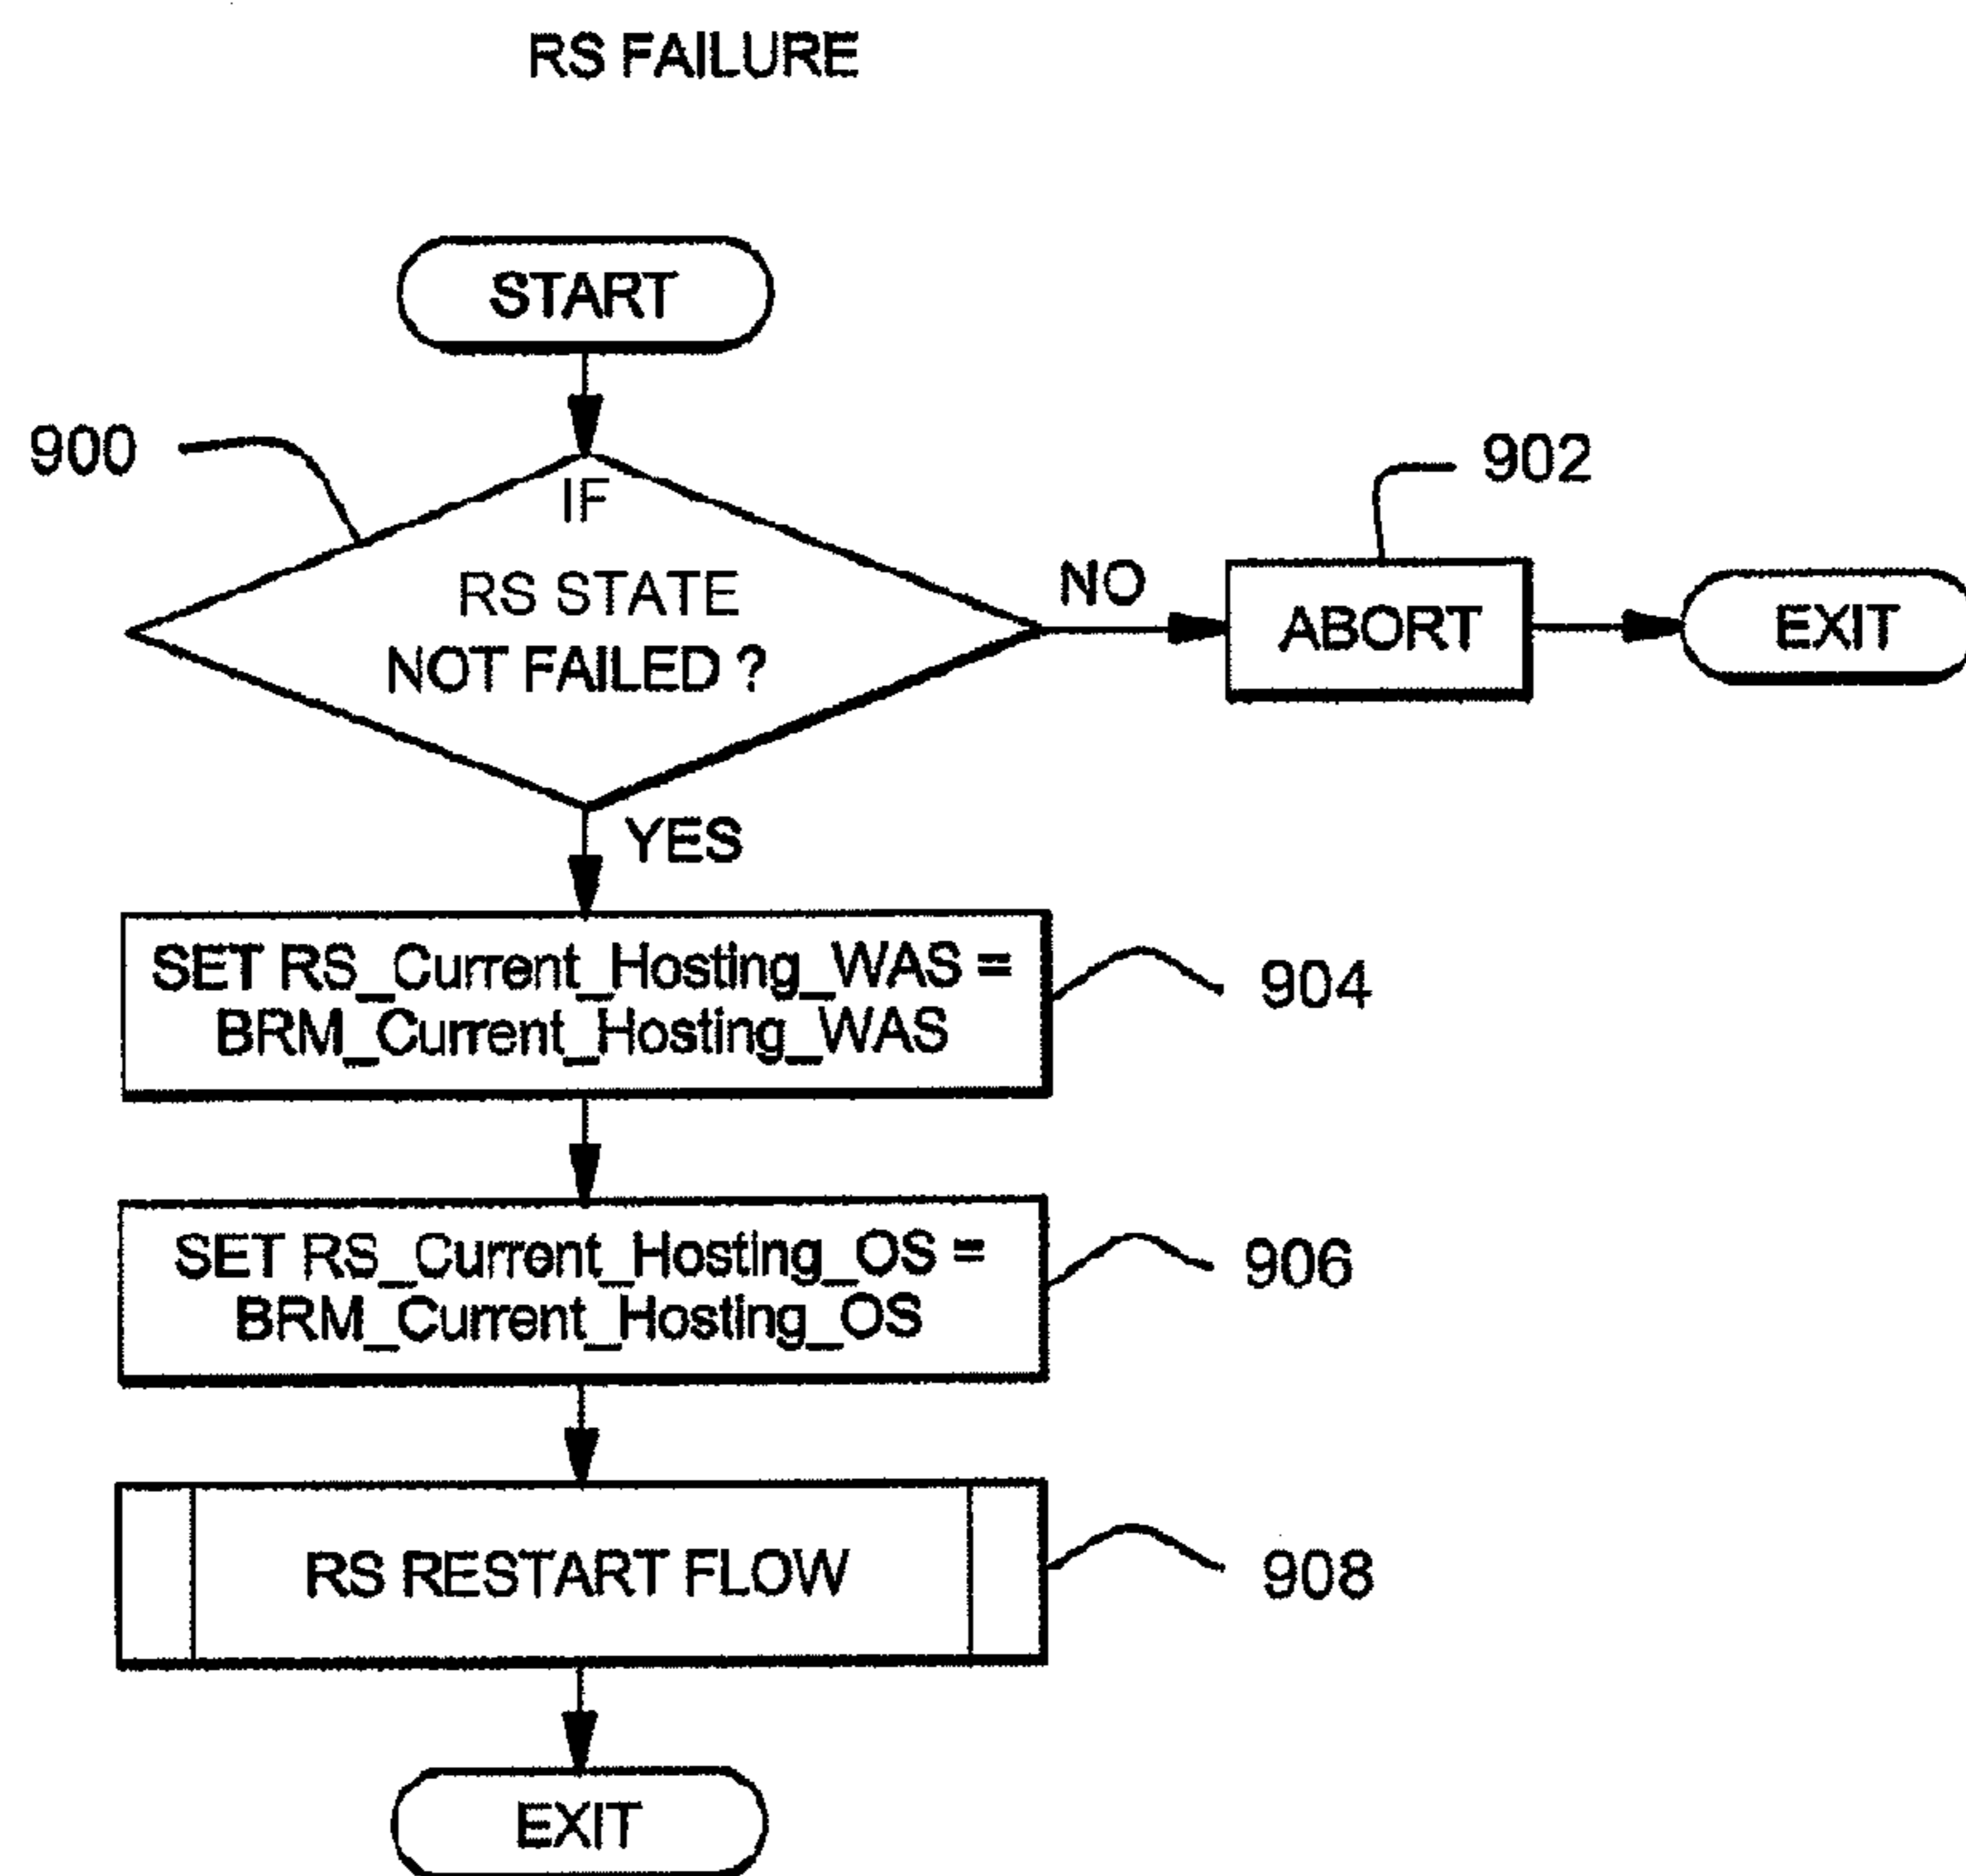 RS FAILURE
START
900
IF
RS STATE
NOT FAILED ?
NO
902
ABORT
EXIT
YES
SET RS_Current_Hosting_WAS =
BRM_Current_Hosting_WAS
904
SET RS_Current_Hosting_OS =
BRM_Current_Hosting_OS
906
RS RESTART FLOW
908
EXIT